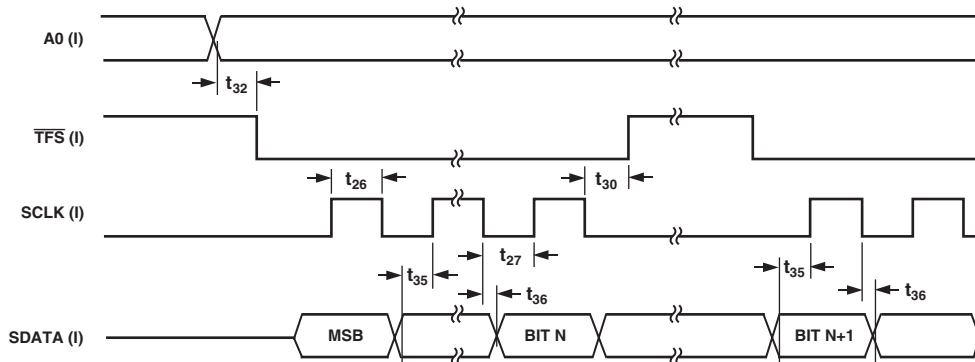 A0 (I)
t32
TFS (I)
t26
t30
SCLK (I)
t27
t35
t35
t36
t36
SDATA (I)
MSB
BIT N
BIT N+1